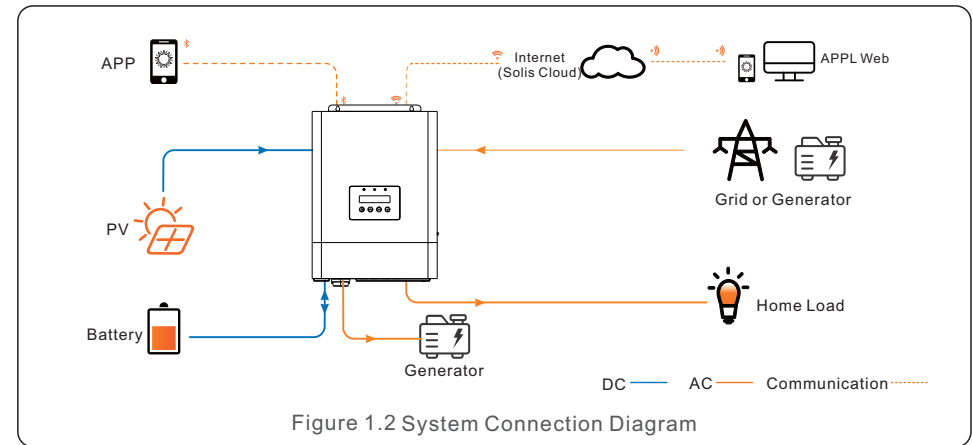 APP
Internet
(Solis Cloud)
APPL Web
Grid or Generator
PV
Home Load
Battery
Generator
DC
AC
Communication
Figure 1.2 System Connection Diagram